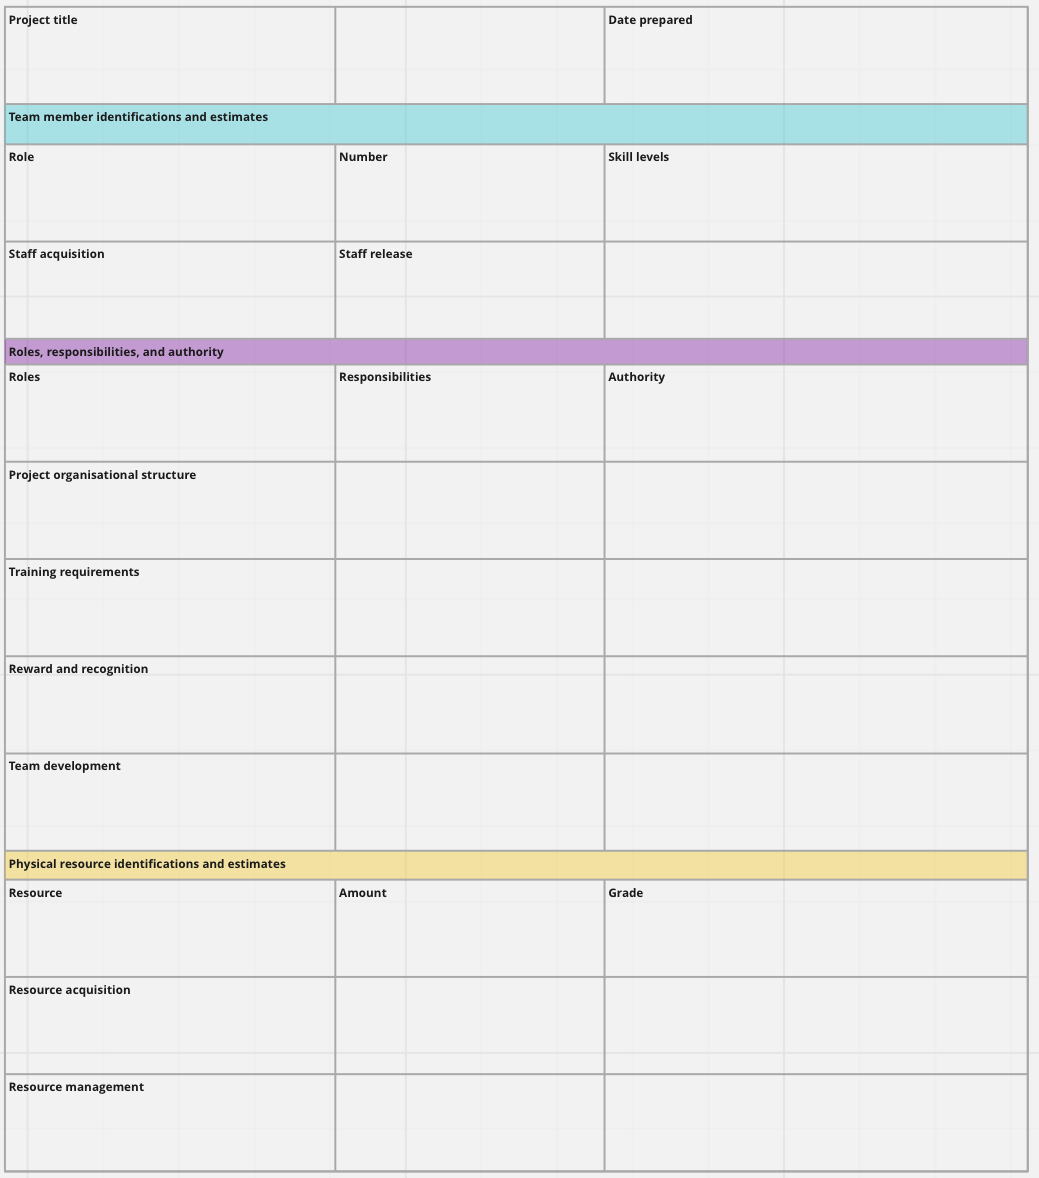 Project title
Date prepared
Team member identifications and estimates
Role
Number
Skill levels
Staff acquisition
Staff release
Roles, responsibilities, and authority
Roles
Responsibilities
Authority
Project organisational structure
Training requirements
Reward and recognition
Team development
Physical resource identifications and estimates
Resource
Amount
Grade
Resource acquisition
Resource management